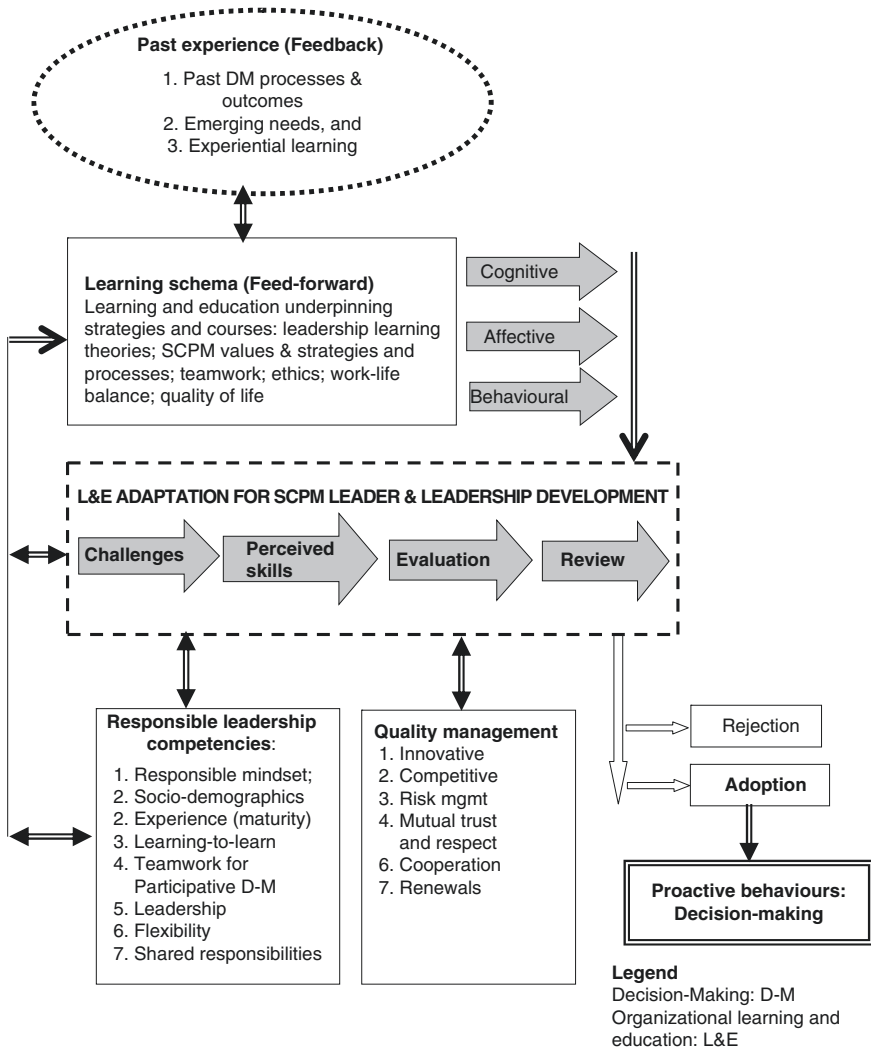 Past experience (Feedback)
1. Past DM processes &
outcomes
2. Emerging needs, and
3. Experiential learning
Learning schema (Feed-forward)
Learning and education underpinning
strategies and courses: leadership learning
theories; SCPM values & strategies and
processes; teamwork; ethics; work-life
balance; quality of life
Cognitive
Affective
Behavioural
L&E ADAPTATION FOR SCPM LEADER & LEADERSHIP DEVELOPMENT
Challenges
Perceived
skills
Evaluation
Review
Responsible leadership
competencies:
1. Responsible mindset;
2. Socio-demographics
2. Experience (maturity)
3. Learning-to-learn
4. Teamwork for
Participative D-M
5. Leadership
6. Flexibility
7. Shared responsibilities
Quality management
1. Innovative
2. Competitive
3. Risk mgmt
4. Mutual trust
and respect
6. Cooperation
7. Renewals
Rejection
Adoption
Proactive behaviours:
Decision-making
Legend
Decision-Making: D-M
Organizational learning and
education: L&E